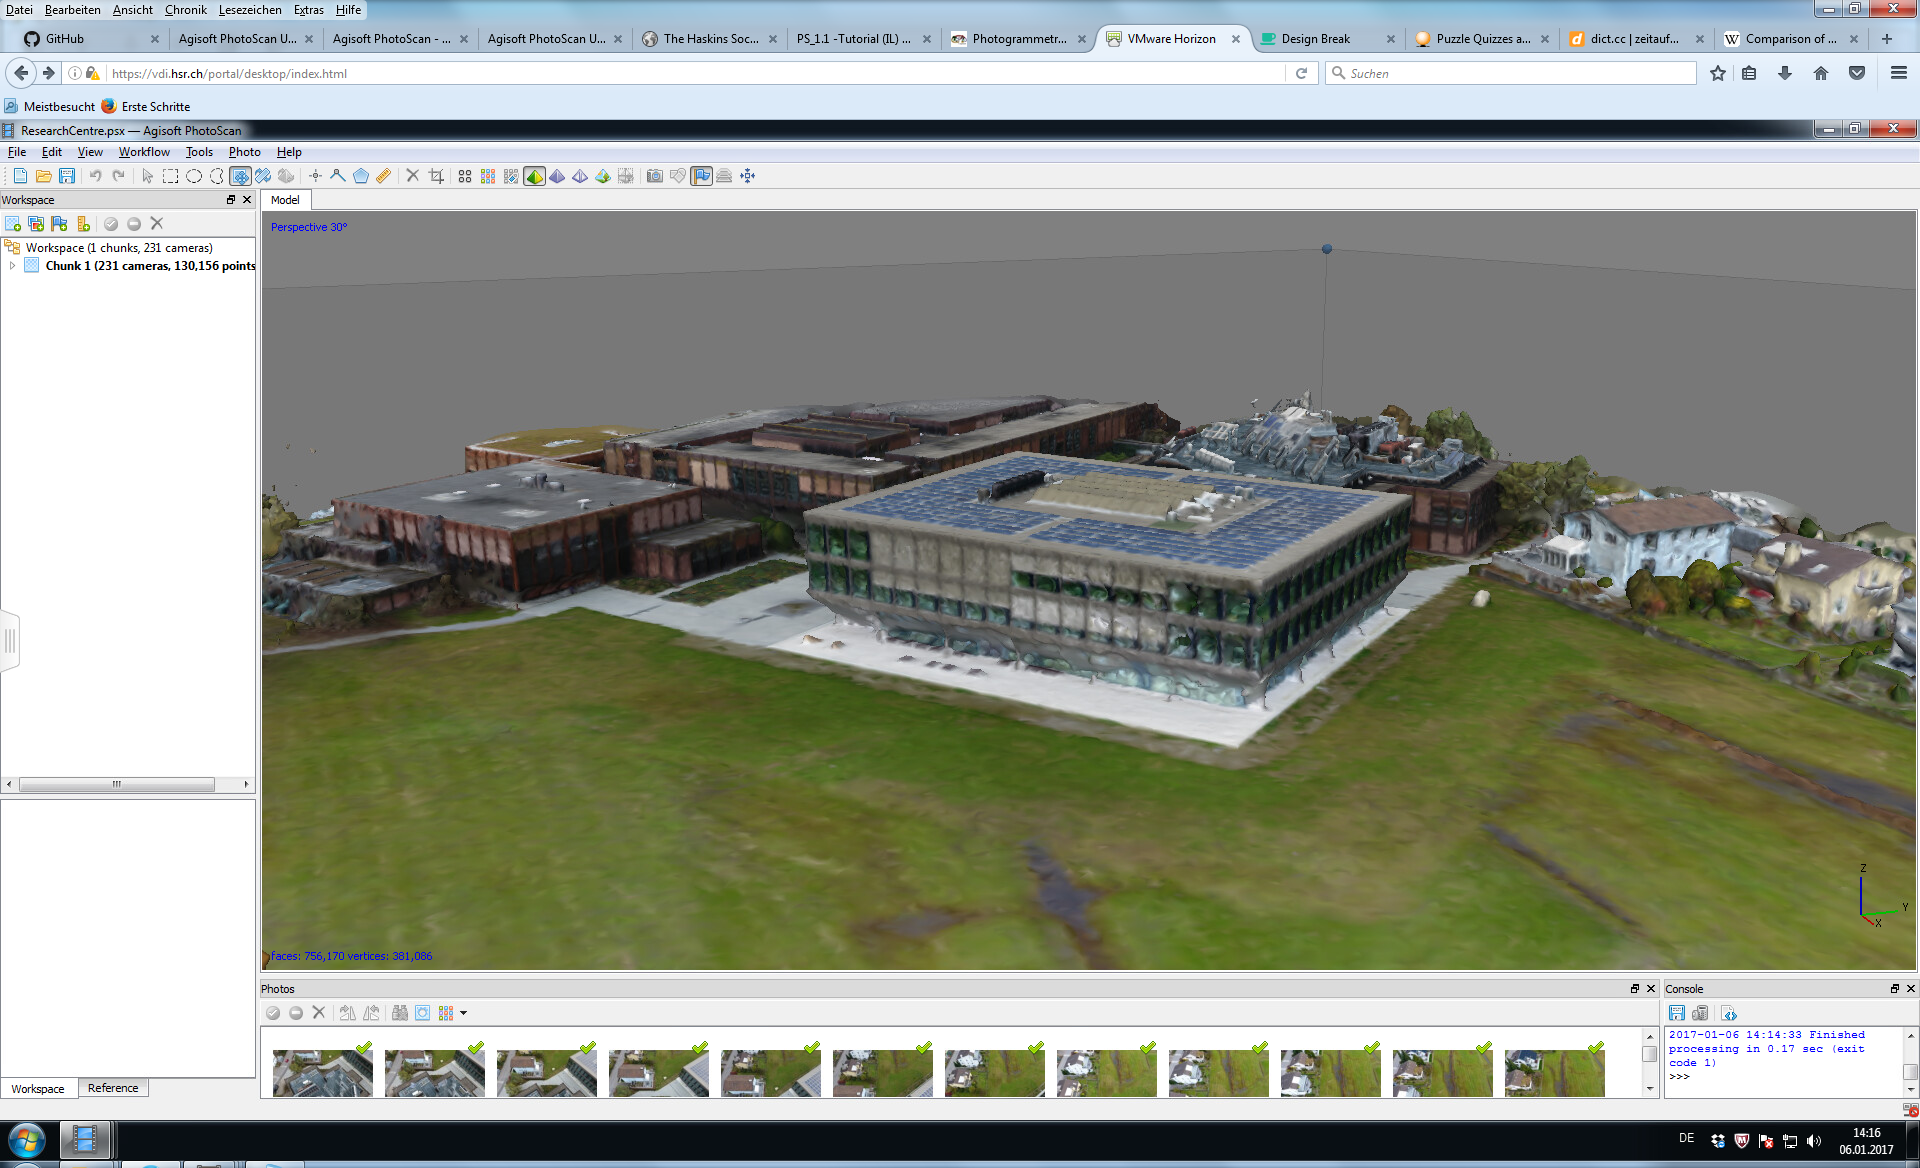 Datei Bearbeiten Ansicht Chronik Lesezeichen Extras Hilfe
GitHub
Agisoft PhotoScan U...
Agisoft PhotoScan - ...
Agisoft PhotoScan U...
The Haskins Soc...
PS_1.1 -Tutorial (IL) ...
Photogrammetr...
VMware Horizon
Design Break
Puzzle Quizzes a...
dict.cc | zeitauf...
Comparison of ...
https://vdi.hsr.ch/portal/desktop/index.html
Suchen
Meistbesucht Erste Schritte
ResearchCentre.psx — Agisoft PhotoScan
File Edit View Workflow Tools Photo Help
Workspace
Model
Perspective 30°
Workspace (1 chunks, 231 cameras)
Chunk 1 (231 cameras, 130,156 points
Z
Y
X
faces: 756,170 vertices: 381,086
Photos
Console
2017-01-06 14:14:33 Finished
processing in 0.17 sec (exit
code 1)
>>>
Workspace Reference
DE
14:16
06.01.2017